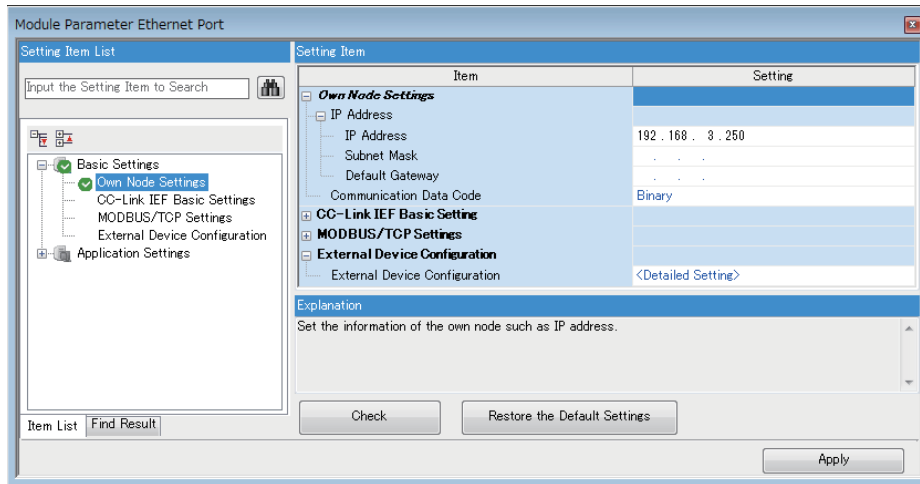 Module Parameter Ethernet Port
Setting Item List
Input the Setting Item to Search
Basic Settings
Own Node Settings
CC-Link IEF Basic Settings
MODBUS/TCP Settings
External Device Configuration
Application Settings
Item List
Find Result
Setting Item
Item Setting
Own Node Settings
IP Address
IP Address 192 . 168 . 3 . 250
Subnet Mask . . .
Default Gateway . . .
Communication Data Code Binary
CC-Link IEF Basic Setting
MODBUS/TCP Settings
External Device Configuration
External Device Configuration <Detailed Setting>
Explanation
Set the information of the own node such as IP address.
Check
Restore the Default Settings
Apply